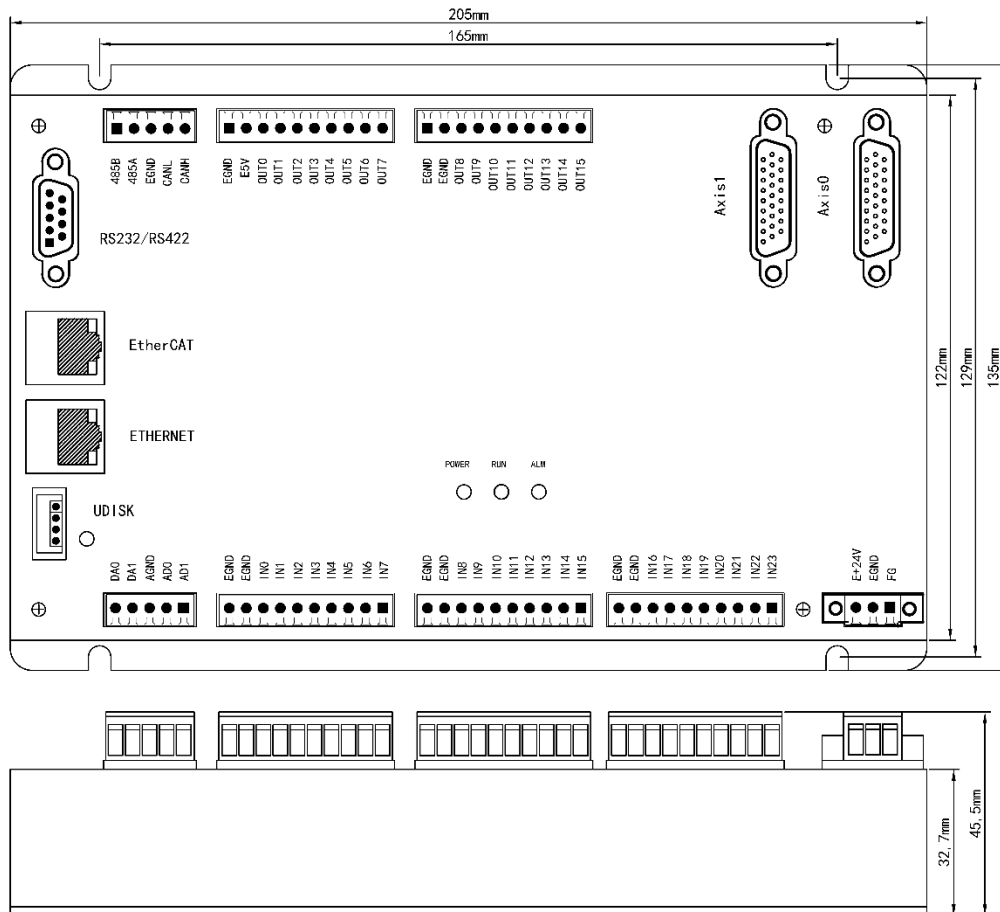 205mm
165mm
485B
485A
EGND
CANL
CANH
EGND
E5V
OUT0
OUT1
OUT2
OUT3
OUT4
OUT5
OUT6
OUT7
EGND
EGND
OUT8
OUT9
OUT10
OUT11
OUT12
OUT13
OUT14
OUT15
Axis1
Axis0
RS232/RS422
EtherCAT
ETHERNET
122mm
129mm
135mm
POWER RUN ALM
UDISK
DA0
DA1
AGND
AD0
AD1
EGND
EGND
IN0
IN1
IN2
IN3
IN4
IN5
IN6
IN7
EGND
EGND
IN8
IN9
IN10
IN11
IN12
IN13
IN14
IN15
EGND
EGND
IN16
IN17
IN18
IN19
IN20
IN21
IN22
IN23
E+24V
EGND
FG
32,7mm
45,5mm